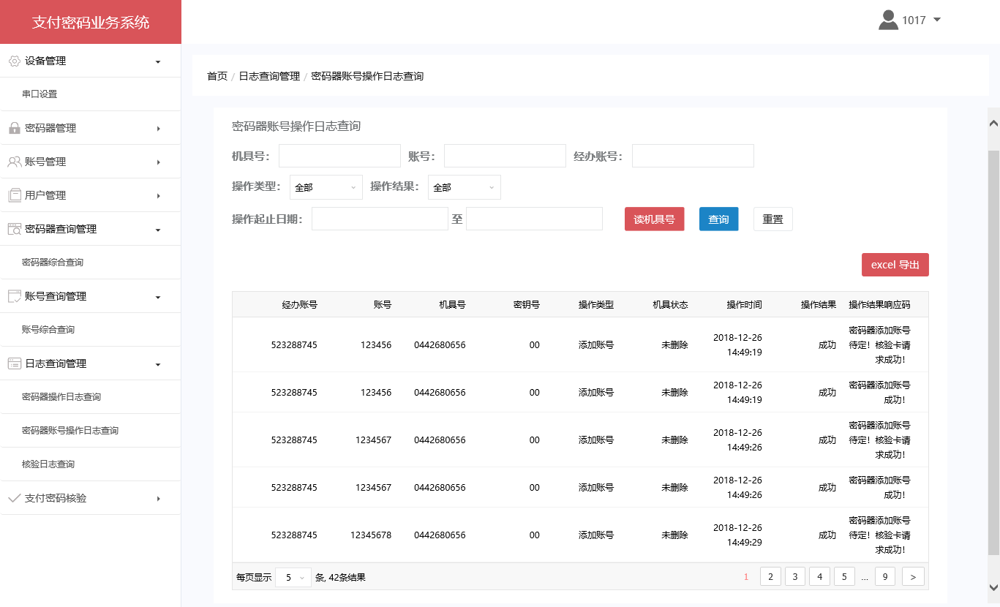 支付密码业务系统
1017
设备管理
串口设置
密码器管理
账号管理
用户管理
密码器查询管理
密码器综合查询
账号查询管理
账号综合查询
日志查询管理
密码器操作日志查询
密码器账号操作日志查询
核验日志查询
支付密码核验
首页 / 日志查询管理 / 密码器账号操作日志查询
密码器账号操作日志查询
机具号: 账号: 经办账号:
操作类型: 全部 操作结果: 全部
操作起止日期: 至 读机具号 查询 重置
excel 导出
经办账号 账号 机具号 密钥号 操作类型 机具状态 操作时间 操作结果 操作结果响应码
523288745 123456 0442680656 00 添加账号 未删除 2018-12-26 14:49:19 成功 密码器添加账号待定！核验卡请求成功！
523288745 123456 0442680656 00 添加账号 未删除 2018-12-26 14:49:19 成功 密码器添加账号成功！
523288745 1234567 0442680656 00 添加账号 未删除 2018-12-26 14:49:26 成功 密码器添加账号待定！核验卡请求成功！
523288745 1234567 0442680656 00 添加账号 未删除 2018-12-26 14:49:26 成功 密码器添加账号成功！
523288745 12345678 0442680656 00 添加账号 未删除 2018-12-26 14:49:29 成功 密码器添加账号待定！核验卡请求成功！
每页显示 5 条, 42条结果 1 2 3 4 5 ... 9 >